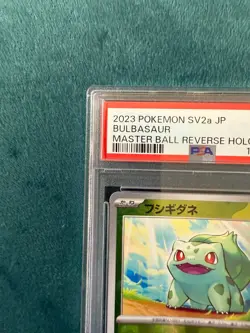 2023 POKEMON SV2a JP
BULBASAUR
MASTER BALL REVERSE HOLO
PSA
フシギダネ